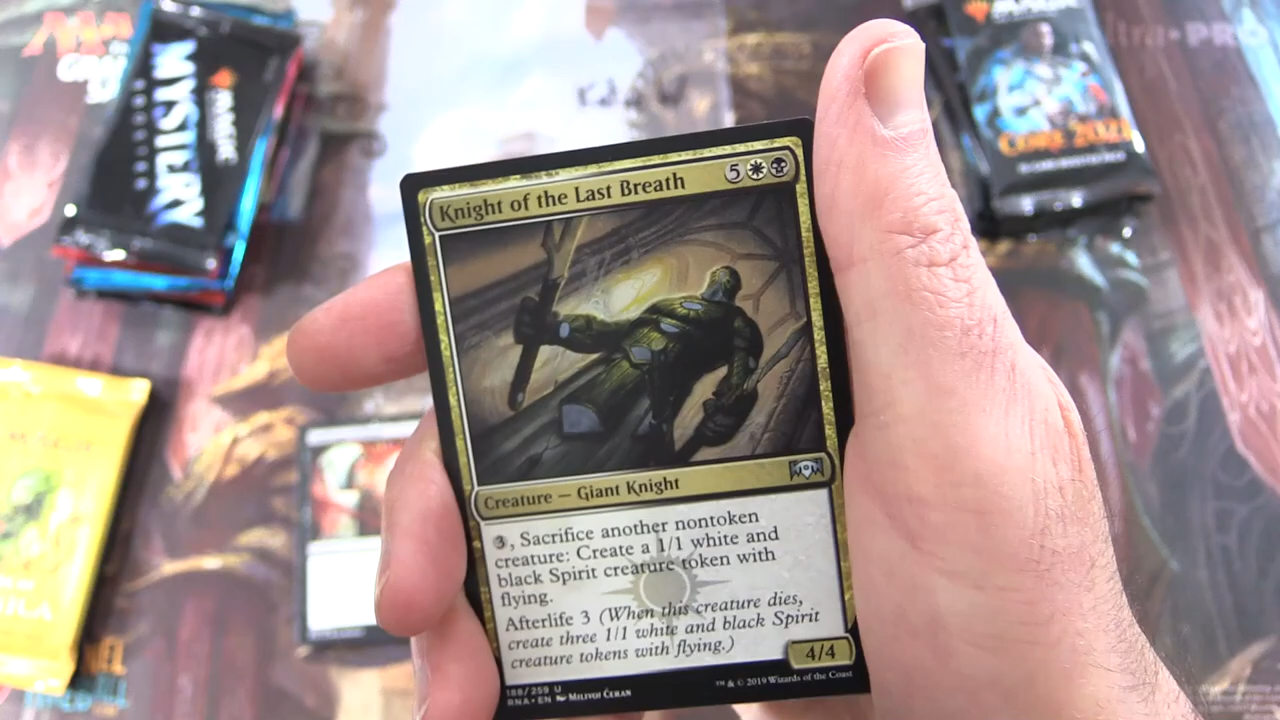 MYSTERY
BOOSTER
MAGIC
CORE 2021
PRO
Knight of the Last Breath
5
Creature — Giant Knight
3, Sacrifice another nontoken
creature: Create a 1/1 white and
black Spirit creature token with
flying.
Afterlife 3 (When this creature dies,
create three 1/1 white and black Spirit
creature tokens with flying.)
4/4
188/259 U
RNA • EN Milivoj Ćeran
™ & © 2019 Wizards of the Coast